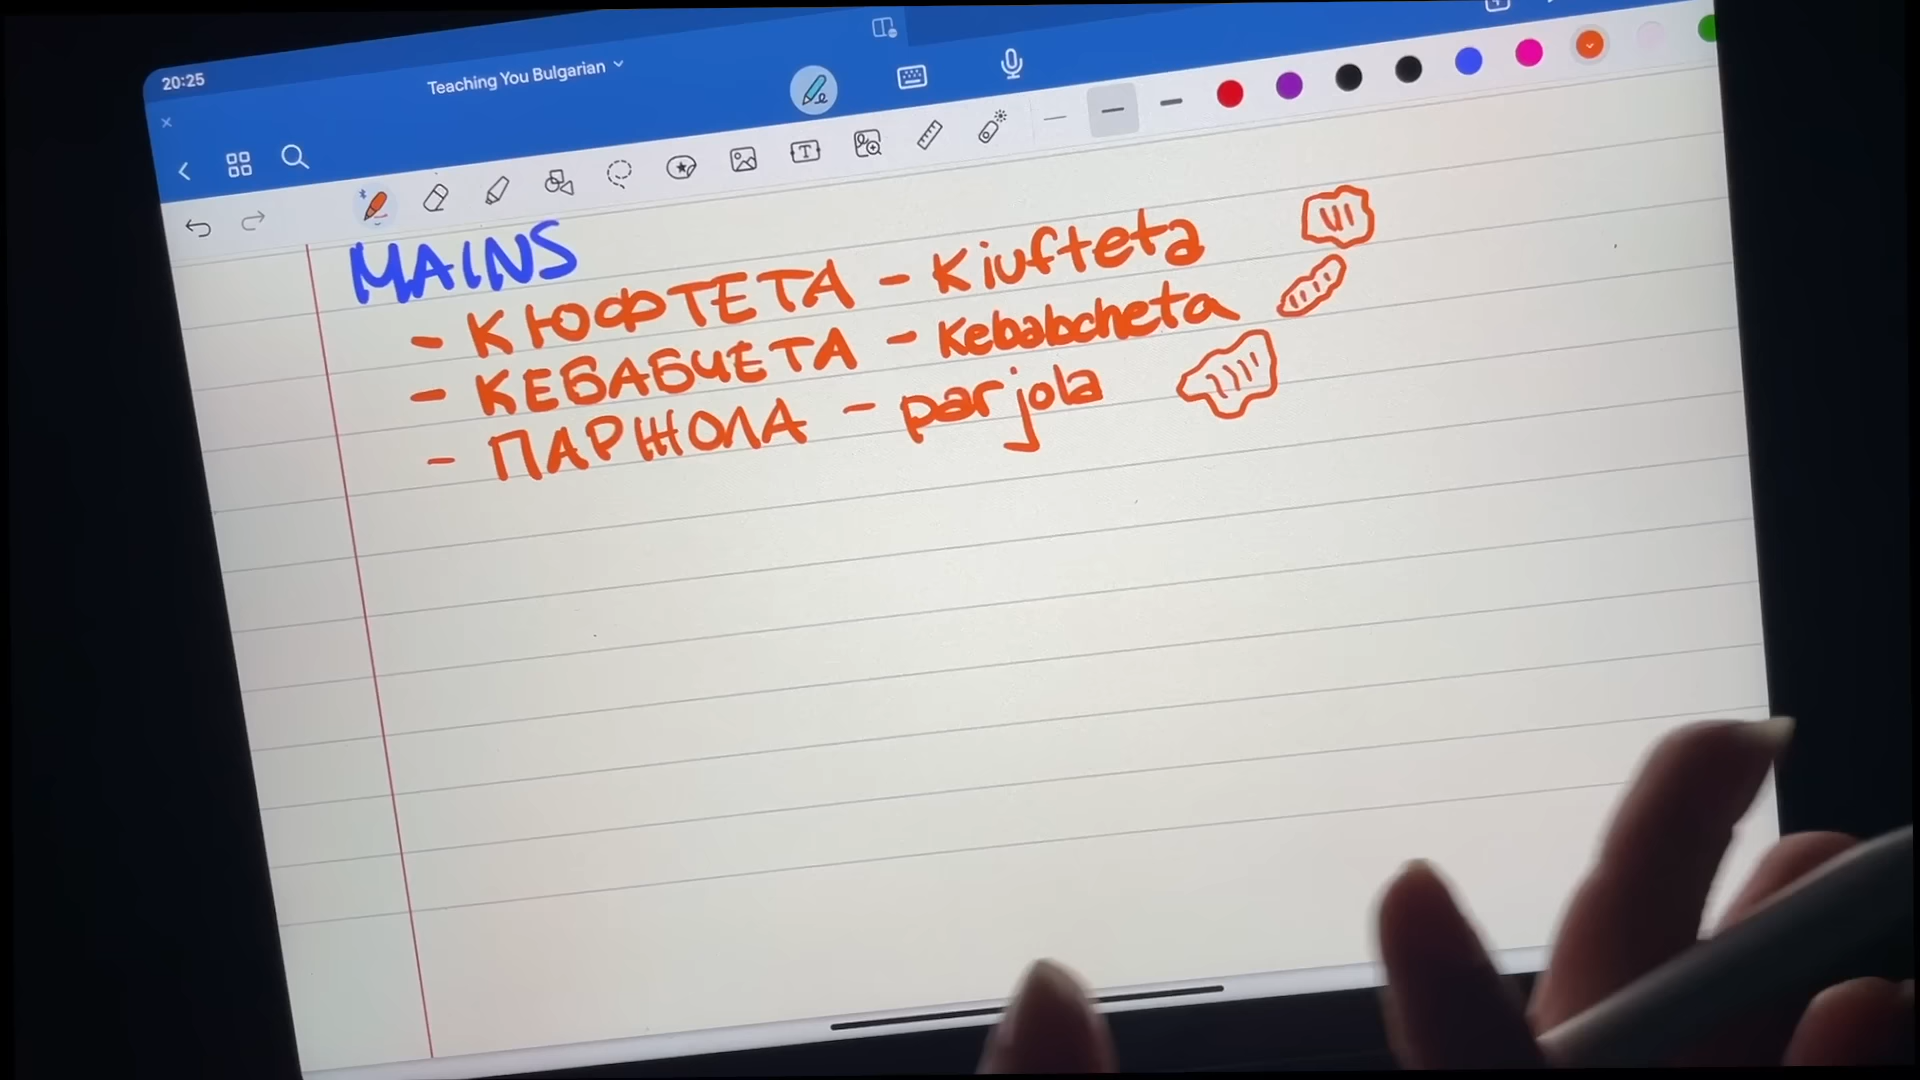 20:25
Teaching You Bulgarian
MAINS
- КЮФТЕТА - Kiufteta
- КЕБАБЧЕТА - Kebabcheta
- ПАРЖОЛА - parjola